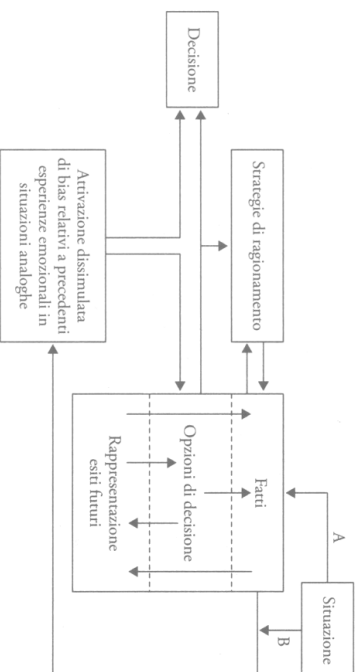 Situazione
A
B
Fatti
Opzioni di decisione
Rappresentazione
esiti futuri
Strategie di ragionamento
Attivazione dissimulata
di bias relativi a precedenti
esperienze emozionali in
situazioni analoghe
Decisione